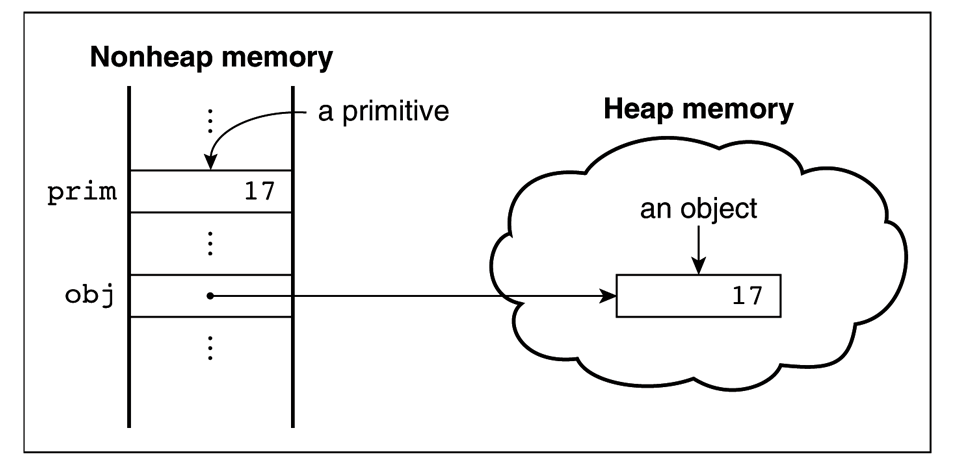 Nonheap memory
a primitive
prim 17
obj
Heap memory
an object
17